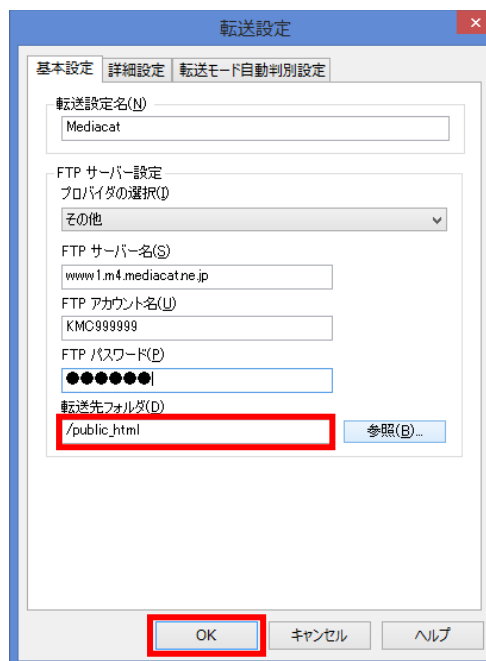 転送設定
基本設定 詳細設定 転送モード自動判別設定
転送設定名(N)
Mediacat
FTP サーバー設定
プロバイダの選択(I)
その他
FTP サーバー名(S)
www1.m4.mediacat.ne.jp
FTP アカウント名(U)
KMC999999
FTP パスワード(P)
●●●●●●
転送先フォルダ(D)
/public_html 参照(B)...
OK キャンセル ヘルプ